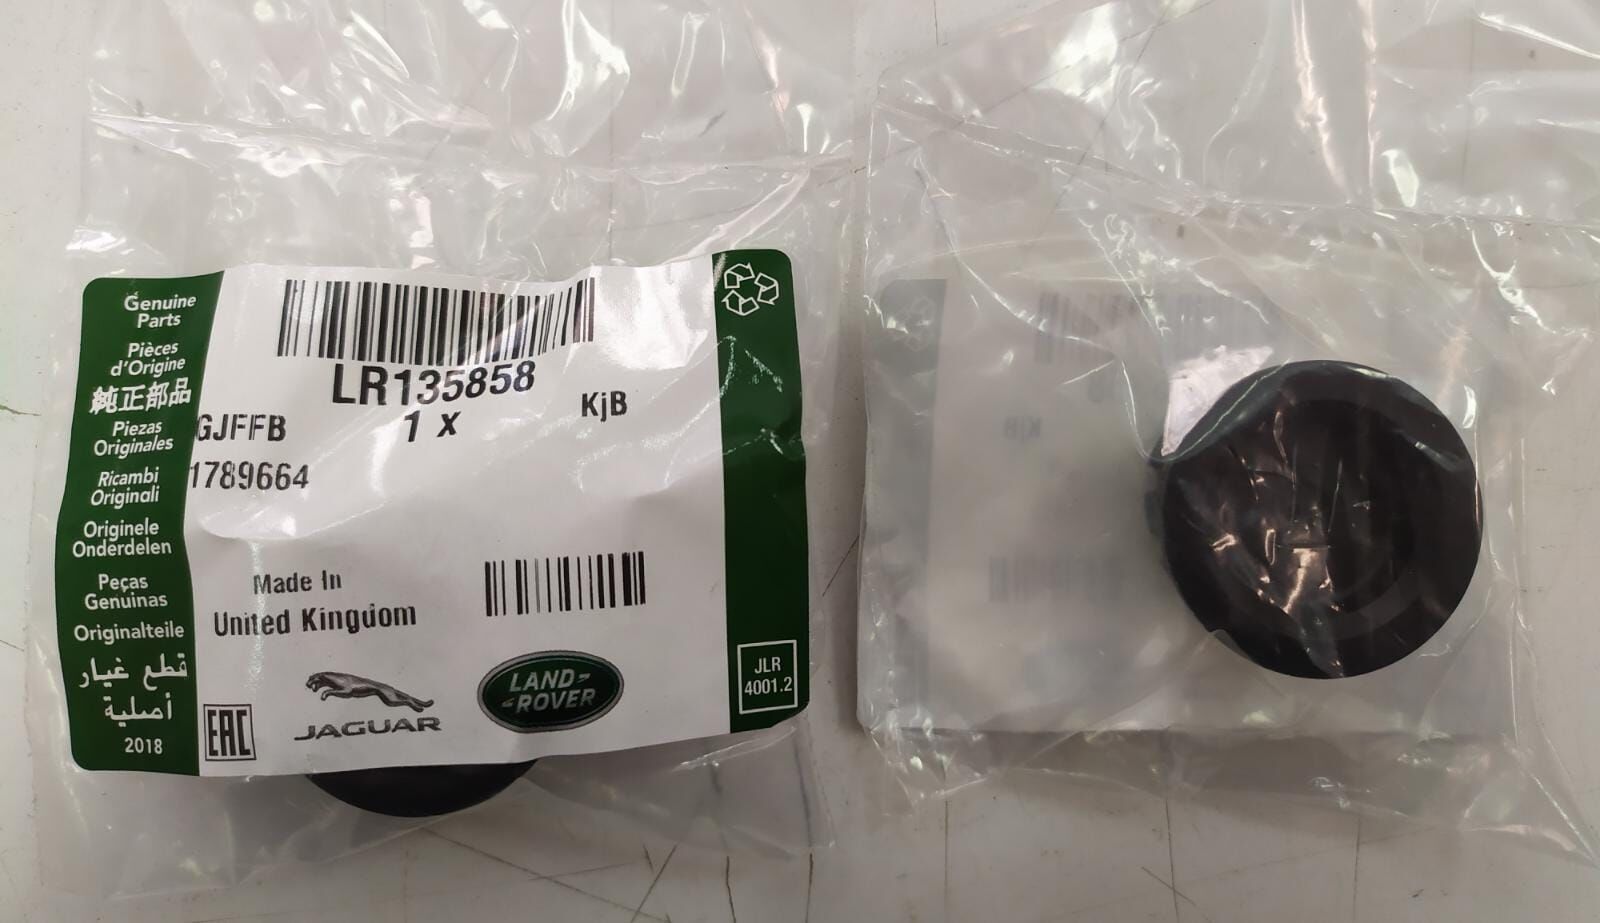 Genuine
Parts
Pièces
d'Origine
純正部品
Piezas
Originales
Ricambi
Originali
Originele
Onderdelen
Peças
Genuinas
Originalteile
قطع غيار
أصلية
2018
LR135858
1 x
KjB
GJFFB
1789664
Made In
United Kingdom
EAC
JAGUAR
LAND-
-ROVER
JLR
4001.2
KjB